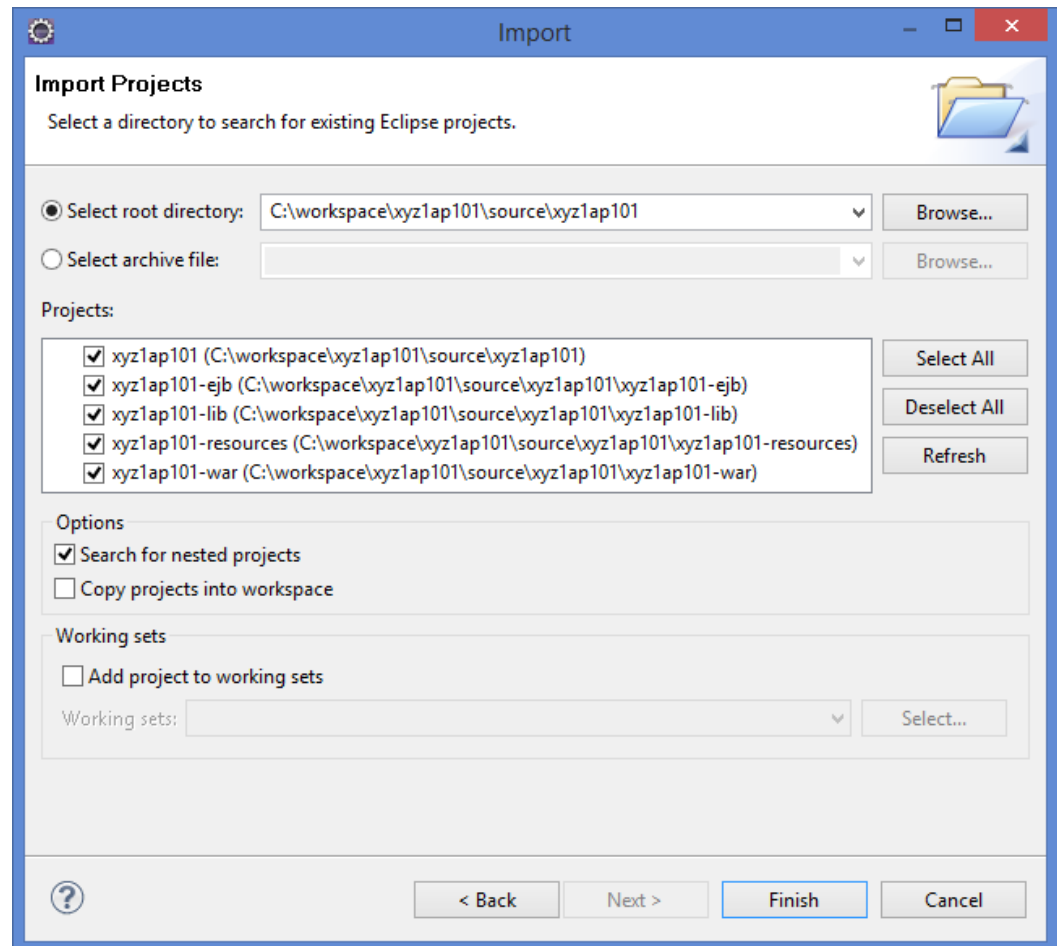 Import
Import Projects
Select a directory to search for existing Eclipse projects.
Select root directory: C:\workspace\xyz1ap101\source\xyz1ap101 Browse...
Select archive file: Browse...
Projects:
xyz1ap101 (C:\workspace\xyz1ap101\source\xyz1ap101)
xyz1ap101-ejb (C:\workspace\xyz1ap101\source\xyz1ap101\xyz1ap101-ejb)
xyz1ap101-lib (C:\workspace\xyz1ap101\source\xyz1ap101\xyz1ap101-lib)
xyz1ap101-resources (C:\workspace\xyz1ap101\source\xyz1ap101\xyz1ap101-resources)
xyz1ap101-war (C:\workspace\xyz1ap101\source\xyz1ap101\xyz1ap101-war)
Select All
Deselect All
Refresh
Options
Search for nested projects
Copy projects into workspace
Working sets
Add project to working sets
Working sets: Select...
? < Back Next > Finish Cancel